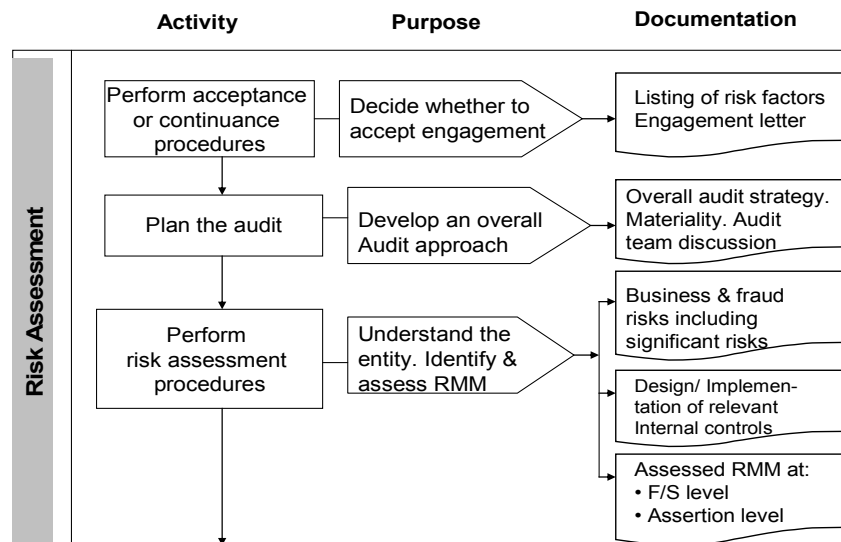 Activity
Purpose
Documentation
Risk Assessment
Perform acceptance
or continuance
procedures
Decide whether to
accept engagement
Listing of risk factors
Engagement letter
Plan the audit
Develop an overall
Audit approach
Overall audit strategy.
Materiality. Audit
team discussion
Perform
risk assessment
procedures
Understand the
entity. Identify &
assess RMM
Business & fraud
risks including
significant risks
Design/ Implemen-
tation of relevant
Internal controls
Assessed RMM at:
• F/S level
• Assertion level